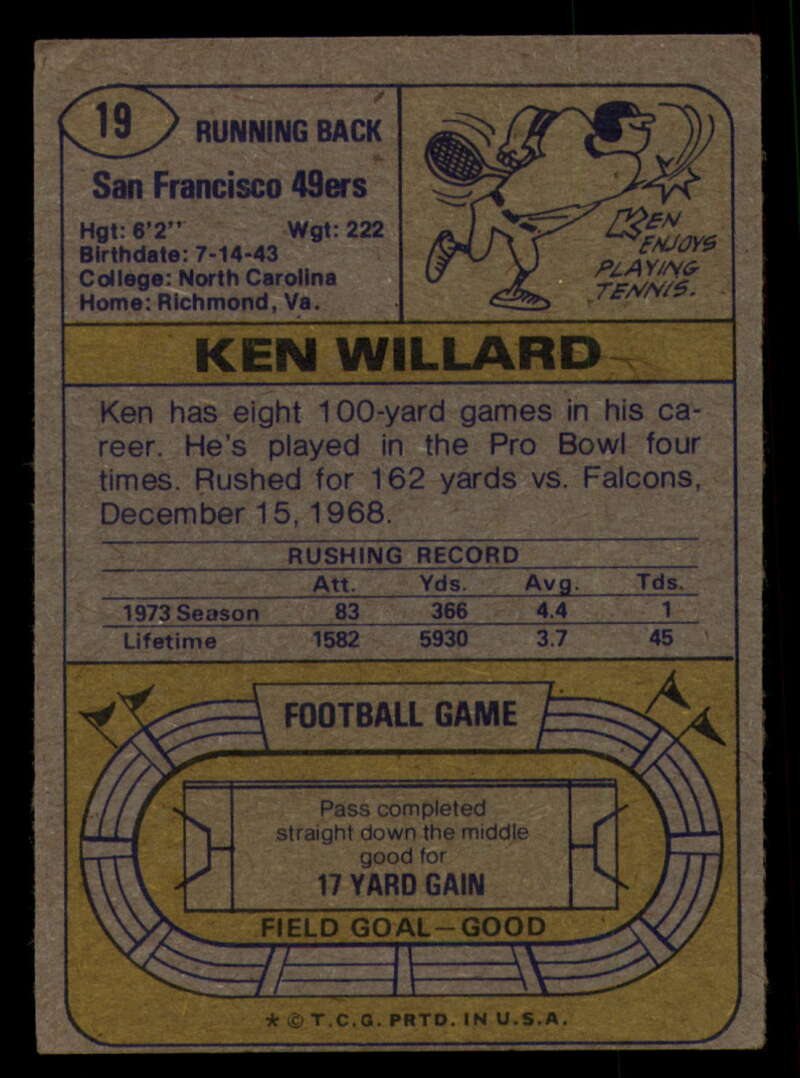 19
RUNNING BACK
San Francisco 49ers
Hgt: 6'2" Wgt: 222
Birthdate: 7-14-43
College: North Carolina
Home: Richmond, Va.
KEN
ENJOYS
PLAYING
TENNIS.
KEN WILLARD
Ken has eight 100-yard games in his ca-
reer. He's played in the Pro Bowl four
times. Rushed for 162 yards vs. Falcons,
December 15, 1968.
RUSHING RECORD
Att. Yds. Avg. Tds.
1973 Season 83 366 4.4 1
Lifetime 1582 5930 3.7 45
FOOTBALL GAME
Pass completed
straight down the middle
good for
17 YARD GAIN
FIELD GOAL—GOOD
* © T.C.G. PRTD. IN U.S.A.